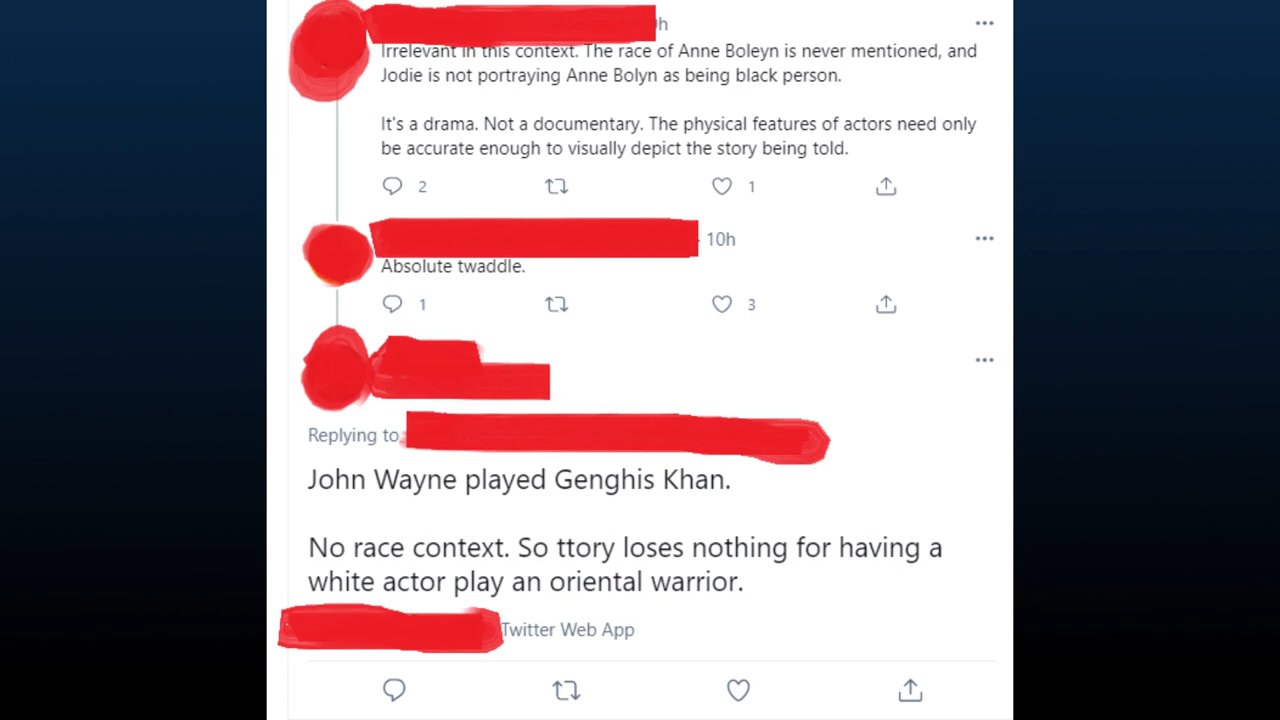 h
Irrelevant in this context. The race of Anne Boleyn is never mentioned, and
Jodie is not portraying Anne Bolyn as being black person.
It's a drama. Not a documentary. The physical features of actors need only
be accurate enough to visually depict the story being told.
2 1
10h
Absolute twaddle.
1 3
Replying to
John Wayne played Genghis Khan.
No race context. So ttory loses nothing for having a
white actor play an oriental warrior.
Twitter Web App